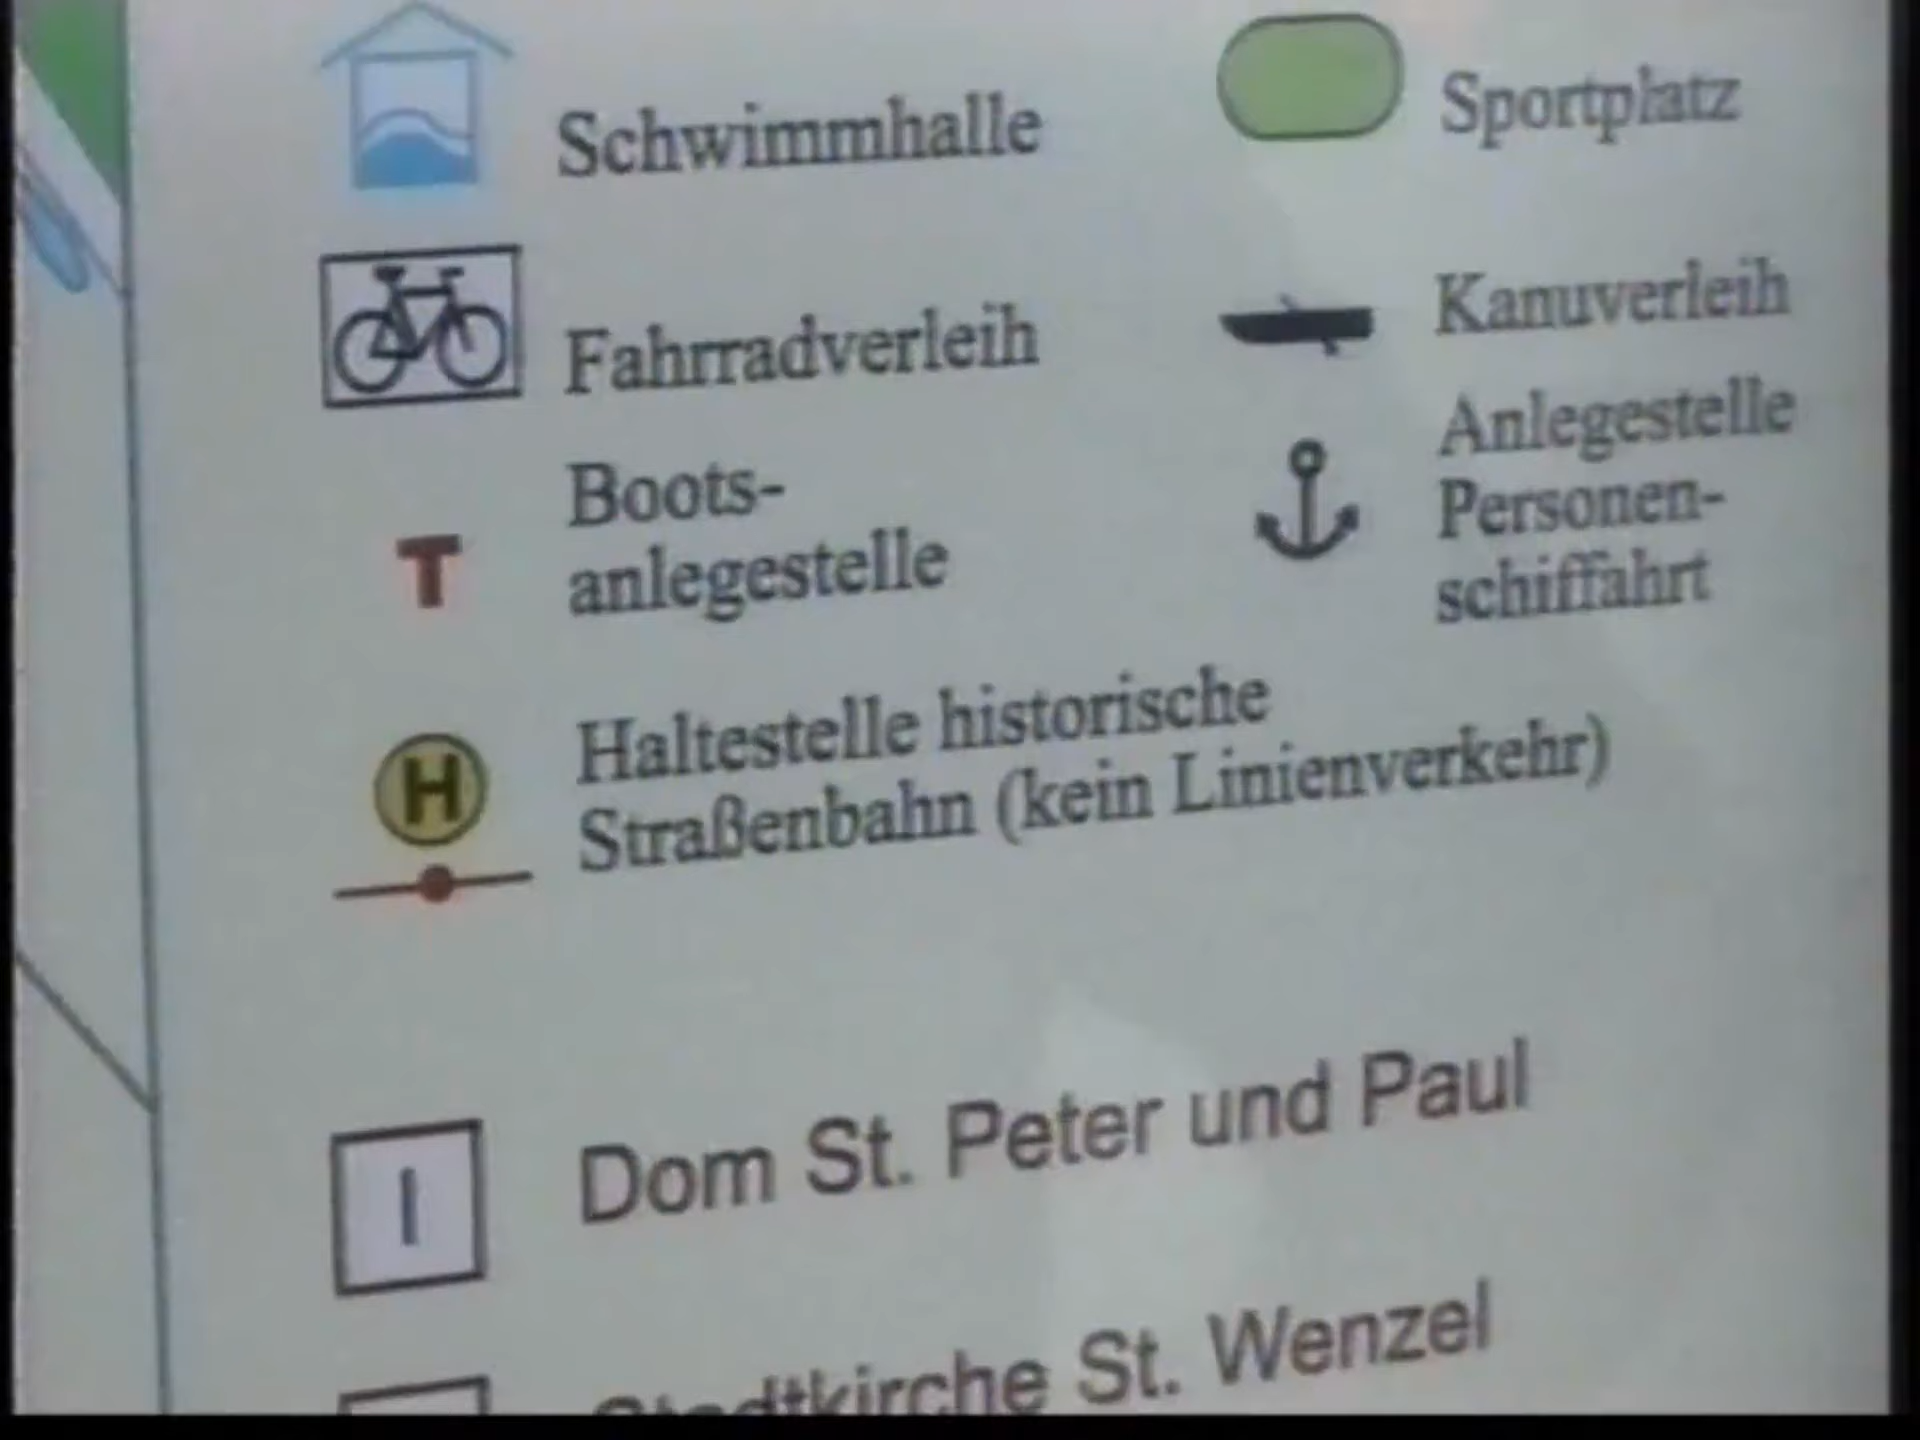 Schwimmhalle
Sportplatz
Fahrradverleih
Kanuverleih
Boots-
anlegestelle
Anlegestelle
Personen-
schiffahrt
H
Haltestelle historische
Straßenbahn (kein Linienverkehr)
T
I
Dom St. Peter und Paul
Stadtkirche St. Wenzel